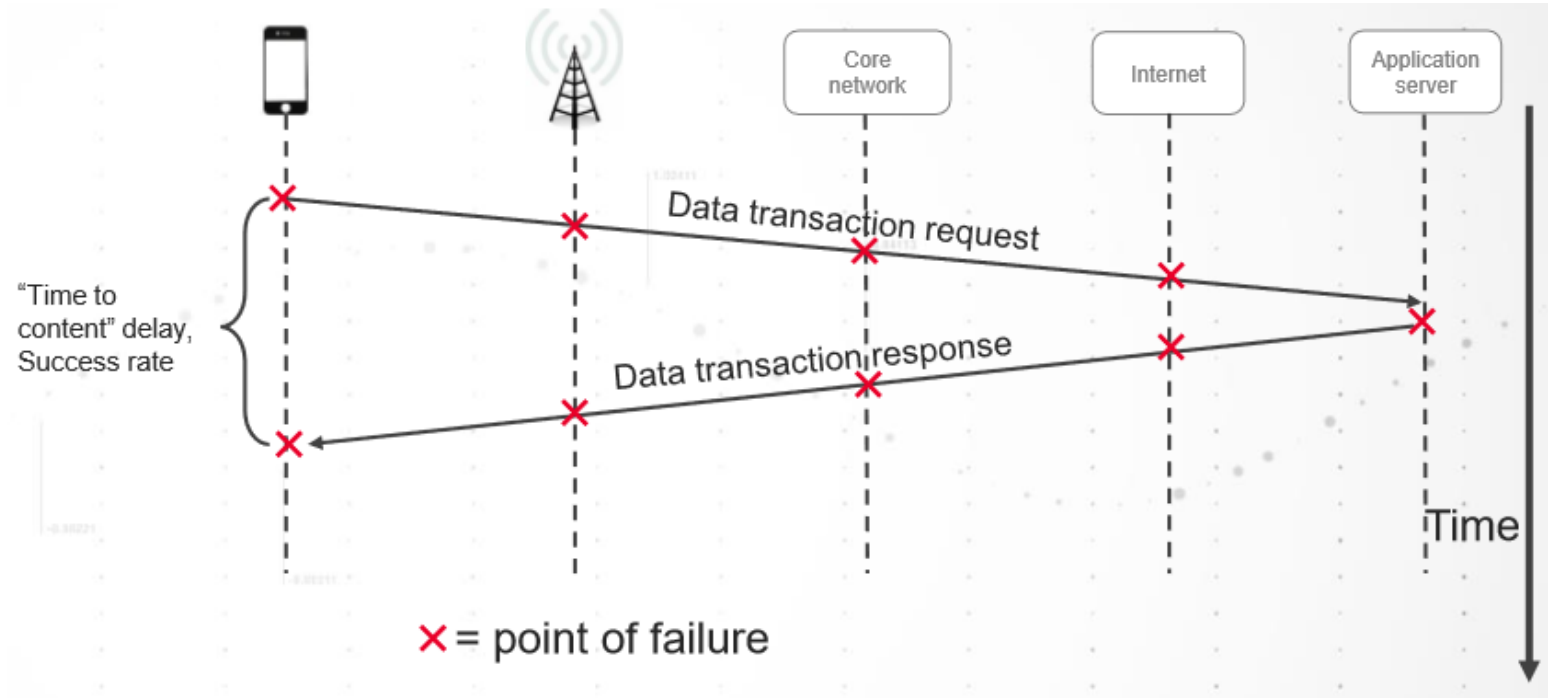 Core
network
Internet
Application
server
Data transaction request
“Time to
content” delay,
Success rate
Data transaction response
Time
= point of failure